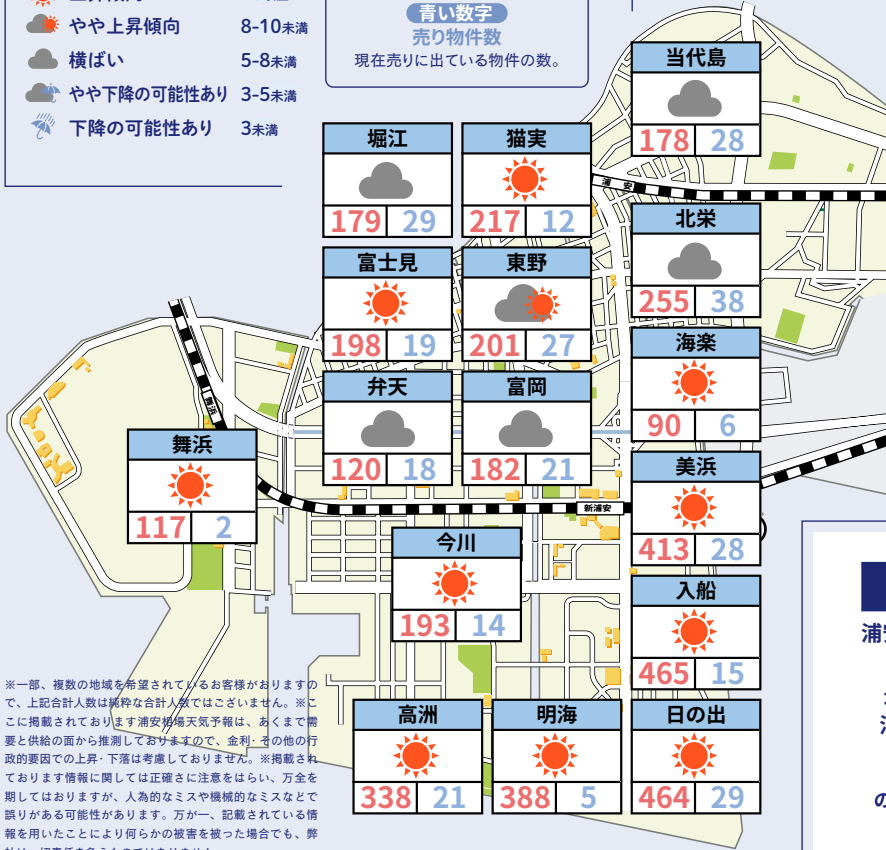 やや上昇傾向 8-10未満
横ばい 5-8未満
やや下降の可能性あり 3-5未満
下降の可能性あり 3未満
青い数字
売り物件数
現在売りに出ている物件の数。
当代島
178 28
堀江
179 29
猫実
217 12
浦安
北栄
255 38
富士見
198 19
東野
201 27
海楽
90 6
弁天
120 18
富岡
182 21
舞浜
舞浜
117 2
美浜
413 28
新浦安
今川
193 14
入船
465 15
高洲
338 21
明海
388 5
日の出
464 29
浦安
の
※一部、複数の地域を希望されているお客様がおりますの
で、上記合計人数は純粋な合計人数ではございません。※こ
こに掲載されております浦安相場天気予報は、あくまで需
要と供給の面から推測しておりますので、金利・その他の行
政的要因での上昇・下落は考慮しておりません。※掲載され
ております情報に関しては正確さに注意をはらい、万全を
期してはおりますが、人為的なミスや機械的なミスなどで
誤りがある可能性があります。万が一、記載されている情
報を用いたことにより何らかの被害を被った場合でも、弊